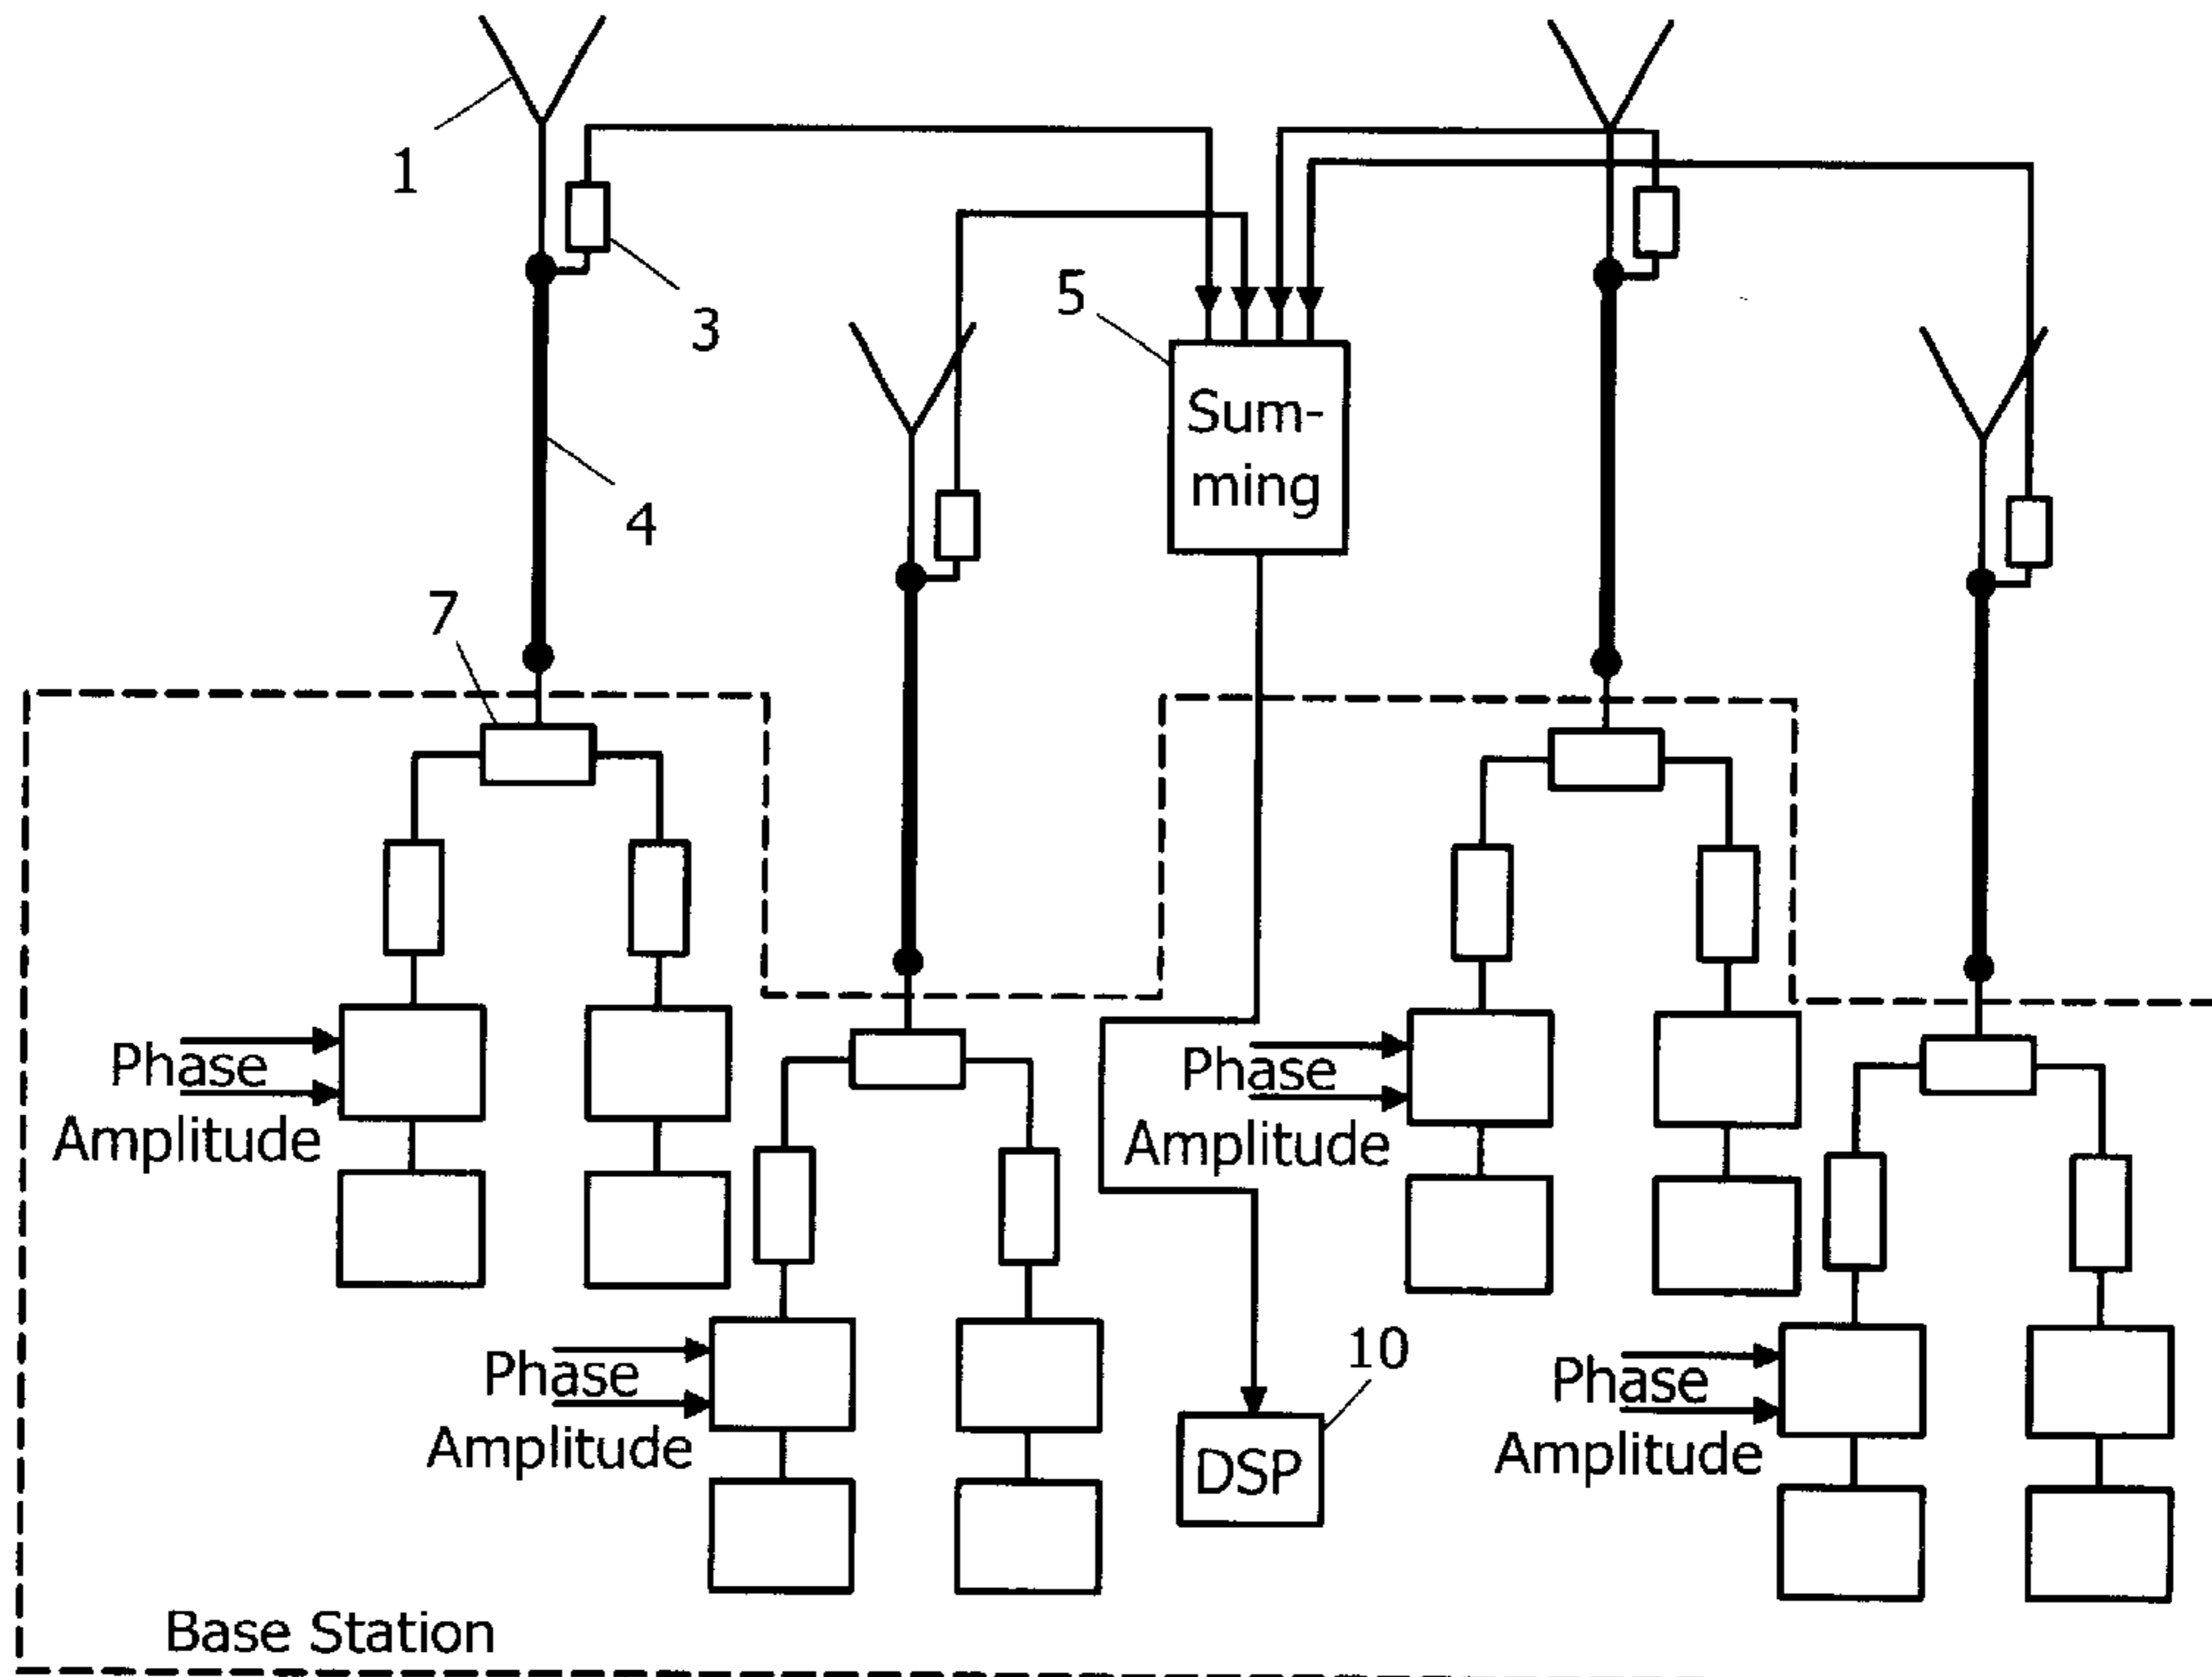 1
3
5
Sum-
ming
4
7
Phase
Amplitude
Phase
Amplitude
Phase
Amplitude
10
Phase
Amplitude
DSP
Base Station